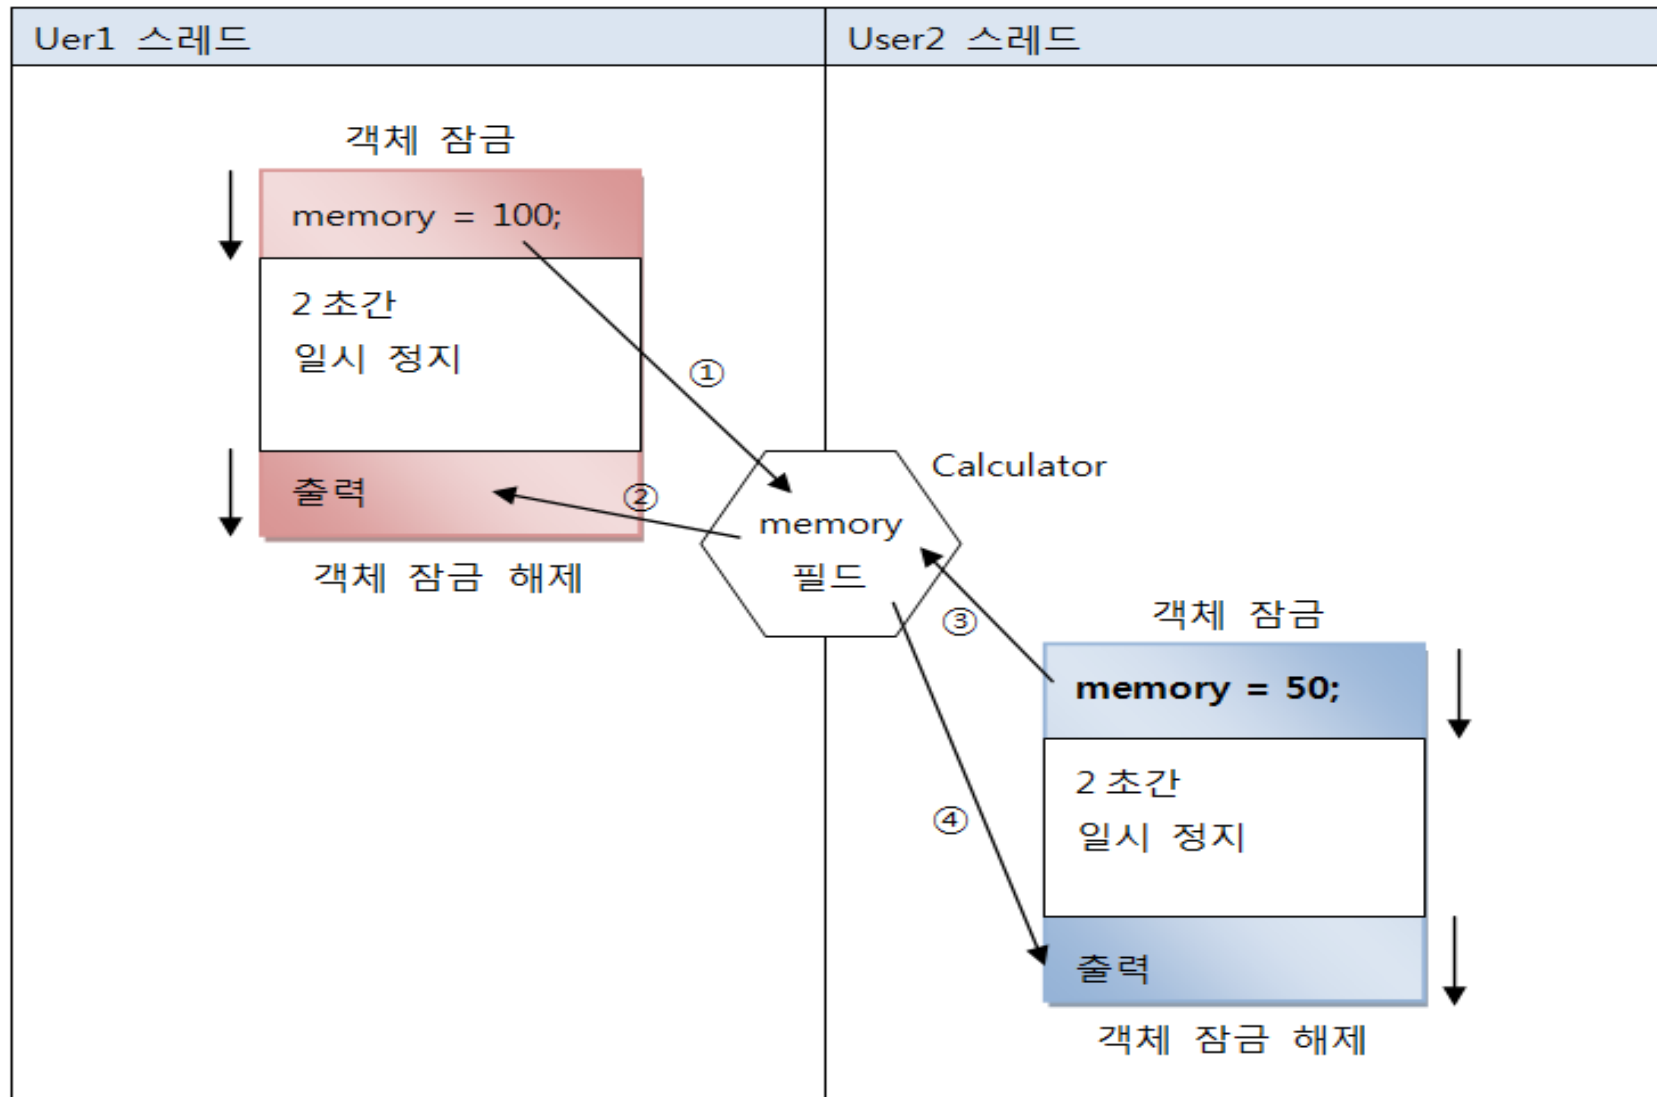 Uer1 스레드
User2 스레드
객체 잠금
memory = 100;
2 초간
일시 정지
①
②
출력
객체 잠금 해제
Calculator
memory
필드
③
④
객체 잠금
memory = 50;
2 초간
일시 정지
출력
객체 잠금 해제